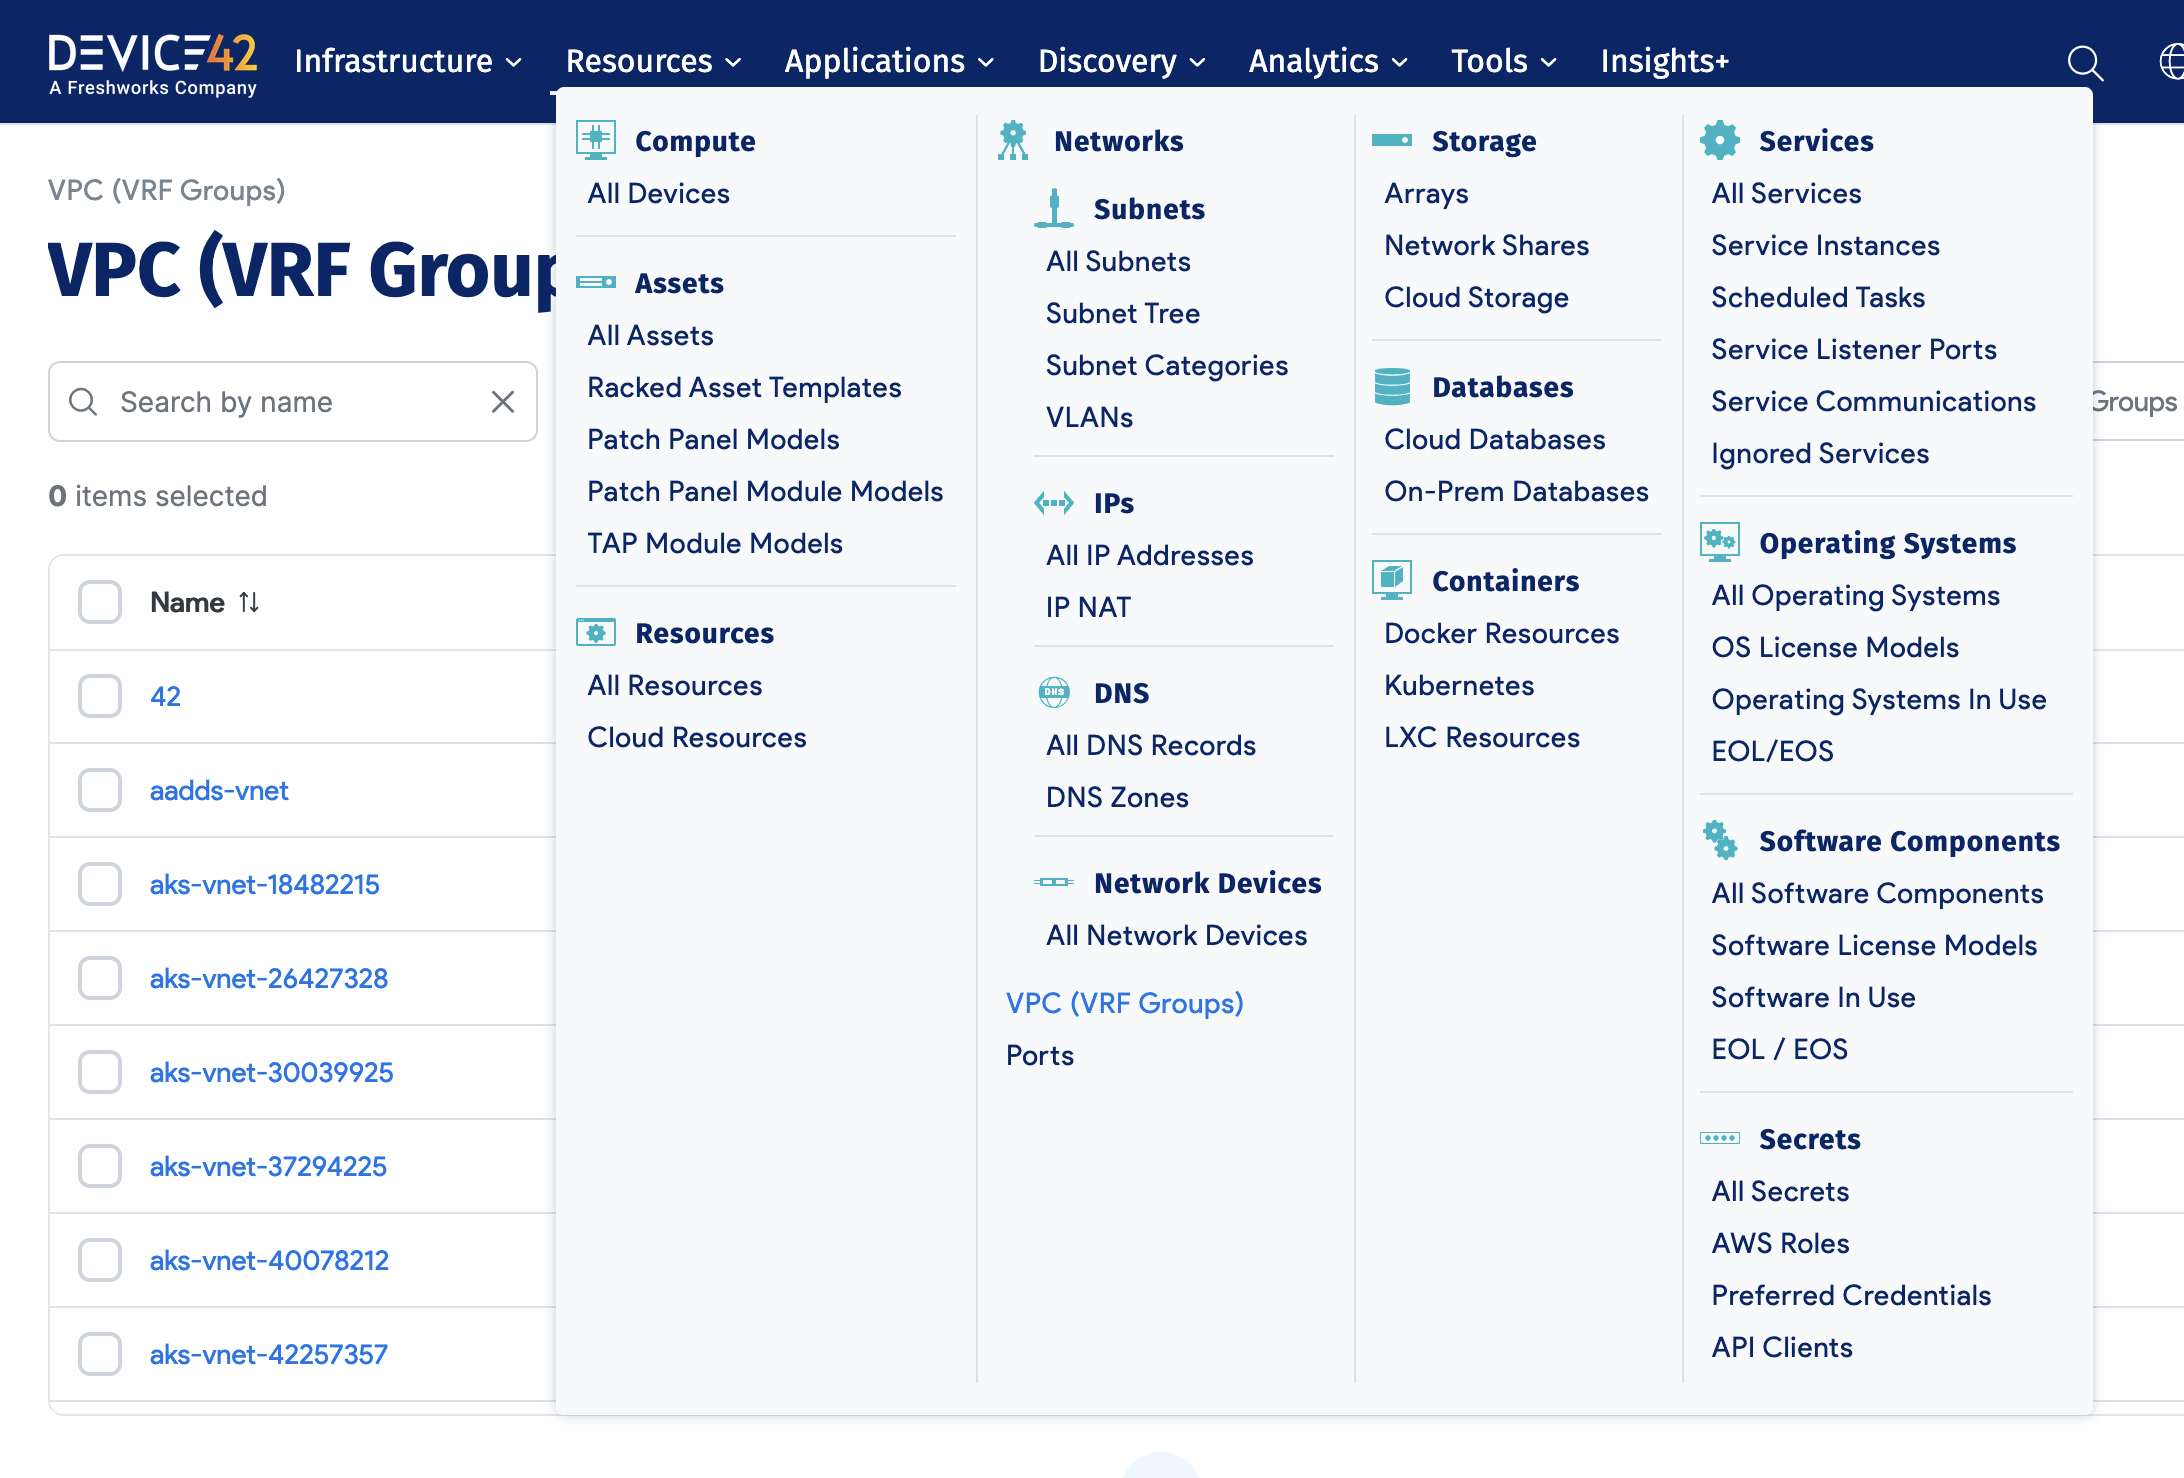 DEVICE42
A Freshworks Company
Infrastructure
Resources
Applications
Discovery
Analytics
Tools
Insights+
VPC (VRF Groups)
VPC (VRF Group
Search by name
Groups
0 items selected
Name
42
aadds-vnet
aks-vnet-18482215
aks-vnet-26427328
aks-vnet-30039925
aks-vnet-37294225
aks-vnet-40078212
aks-vnet-42257357
Compute
All Devices
Assets
All Assets
Racked Asset Templates
Patch Panel Models
Patch Panel Module Models
TAP Module Models
Resources
All Resources
Cloud Resources
Networks
Subnets
All Subnets
Subnet Tree
Subnet Categories
VLANs
IPs
All IP Addresses
IP NAT
DNS
DNS
All DNS Records
DNS Zones
Network Devices
All Network Devices
VPC (VRF Groups)
Ports
Storage
Arrays
Network Shares
Cloud Storage
Databases
Cloud Databases
On-Prem Databases
Containers
Docker Resources
Kubernetes
LXC Resources
Services
All Services
Service Instances
Scheduled Tasks
Service Listener Ports
Service Communications
Ignored Services
Operating Systems
All Operating Systems
OS License Models
Operating Systems In Use
EOL/EOS
Software Components
All Software Components
Software License Models
Software In Use
EOL / EOS
Secrets
All Secrets
AWS Roles
Preferred Credentials
API Clients